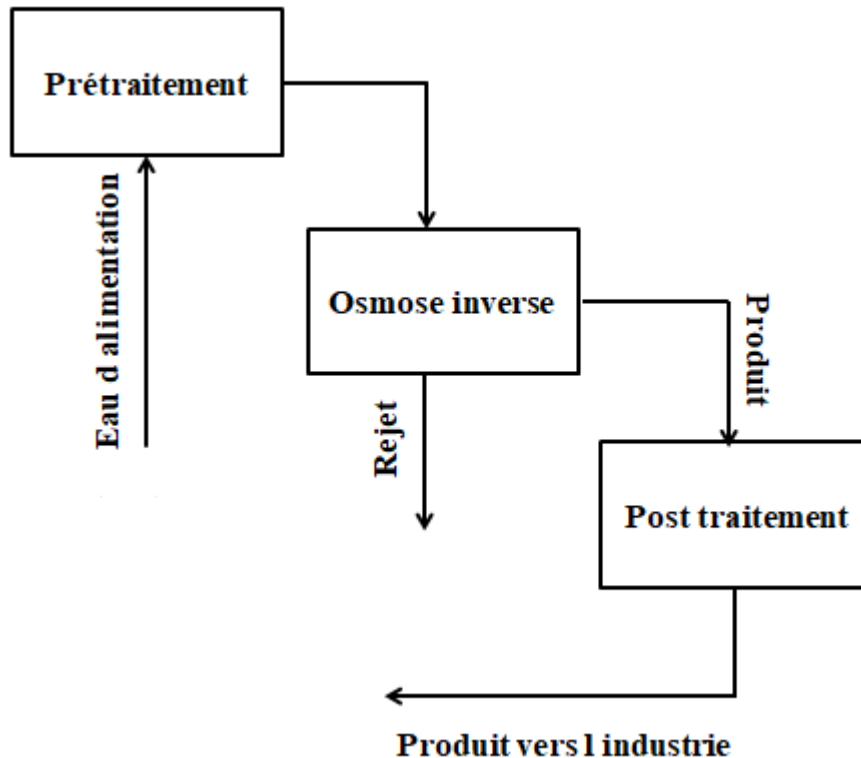 Prétraitement
Eau d alimentation
Osmose inverse
Produit
Rejet
Post traitement
Produit vers l industrie